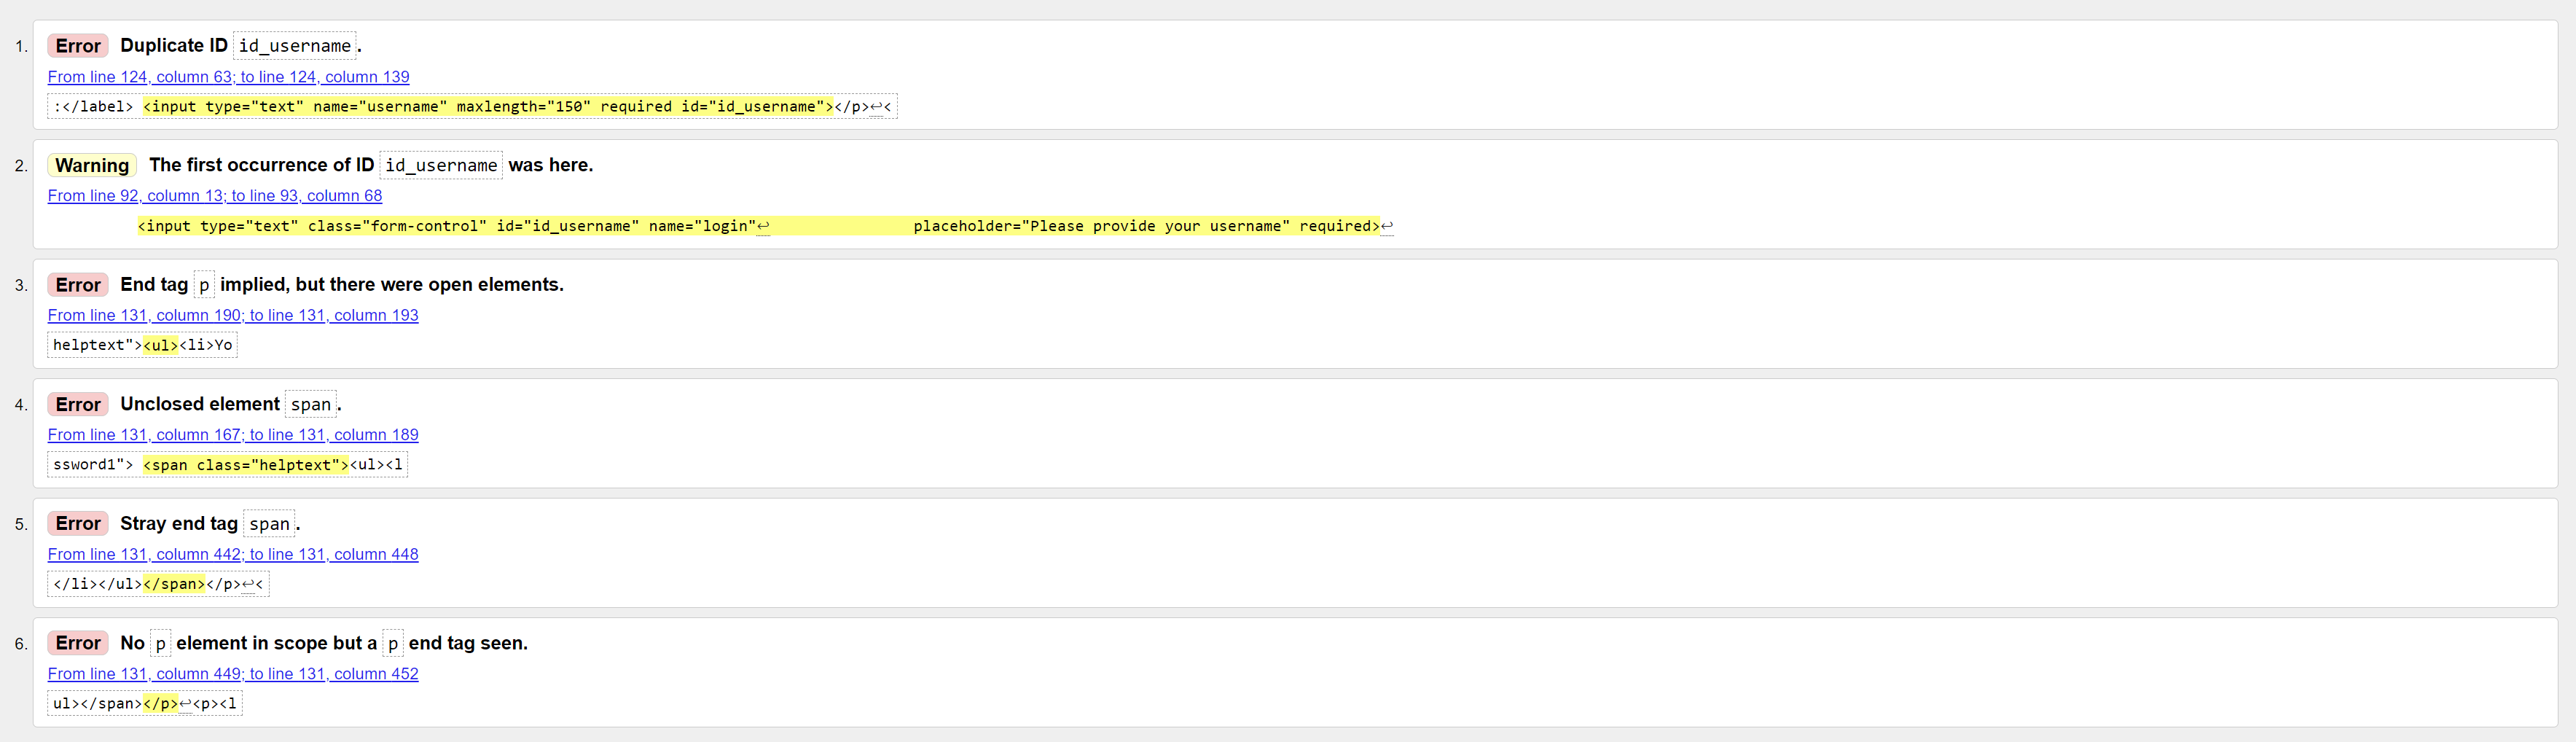 1. Error Duplicate ID id_username.
From line 124, column 63; to line 124, column 139
:</label> <input type="text" name="username" maxlength="150" required id="id_username"></p>↩<
2. Warning The first occurrence of ID id_username was here.
From line 92, column 13; to line 93, column 68
<input type="text" class="form-control" id="id_username" name="login"↩ placeholder="Please provide your username" required>↩
3. Error End tag p implied, but there were open elements.
From line 131, column 190; to line 131, column 193
helptext"><ul><li>Yo
4. Error Unclosed element span.
From line 131, column 167; to line 131, column 189
ssword1"> <span class="helptext"><ul><l
5. Error Stray end tag span.
From line 131, column 442; to line 131, column 448
</li></ul></span></p>↩<
6. Error No p element in scope but a p end tag seen.
From line 131, column 449; to line 131, column 452
ul></span></p>↩<p><l